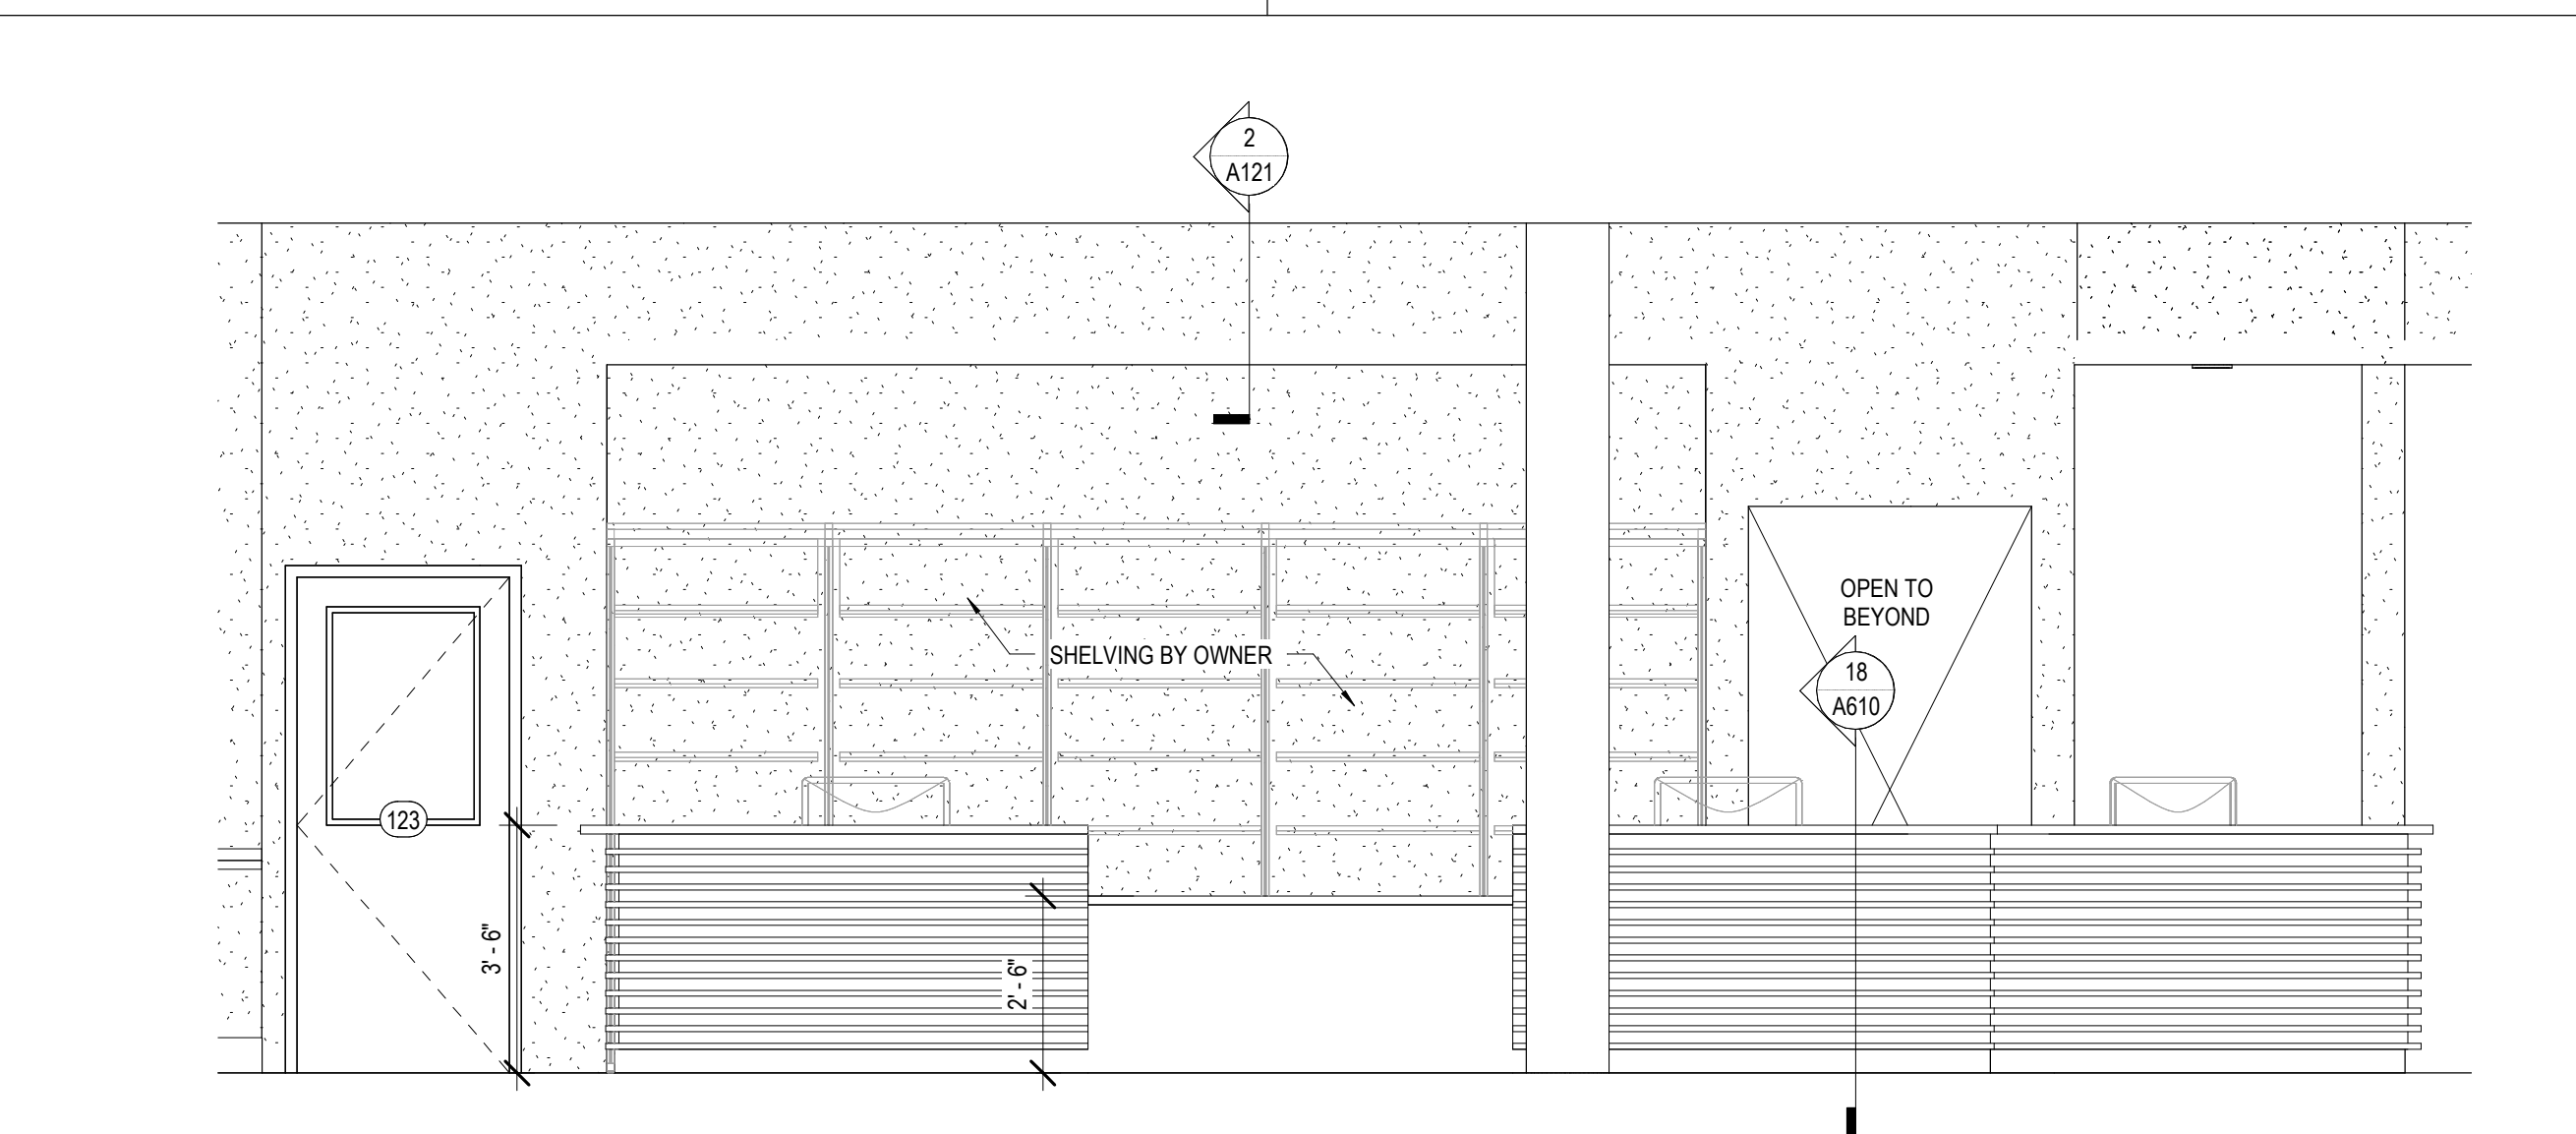 2
A121
OPEN TO
BEYOND
SHELVING BY OWNER
18
A610
123
3' - 6"
2' - 6"